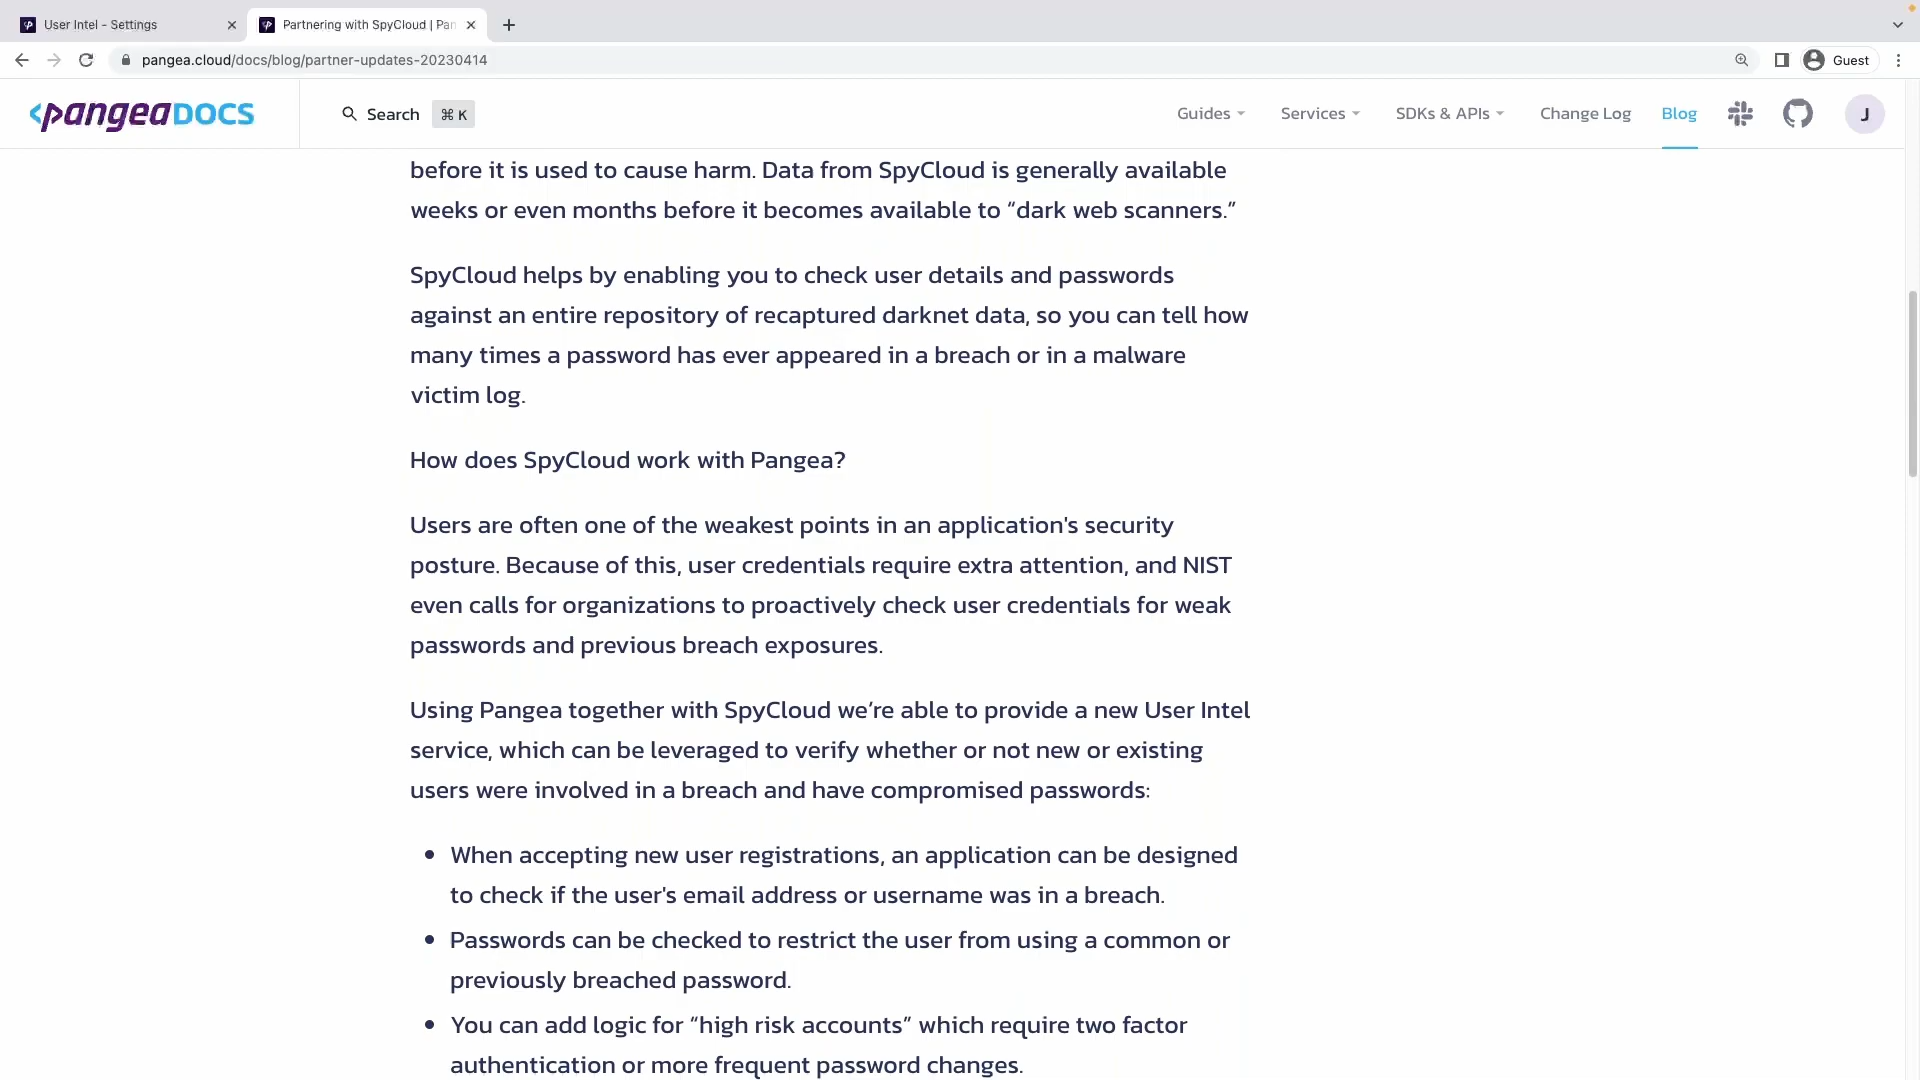 User Intel - Settings
Partnering with SpyCloud | Pan
pangea.cloud/docs/blog/partner-updates-20230414
Guest
<pangeaDOCS
Search
⌘ K
Guides
Services
SDKs & APIs
Change Log
Blog
J
before it is used to cause harm. Data from SpyCloud is generally available
weeks or even months before it becomes available to “dark web scanners.”
SpyCloud helps by enabling you to check user details and passwords
against an entire repository of recaptured darknet data, so you can tell how
many times a password has ever appeared in a breach or in a malware
victim log.
How does SpyCloud work with Pangea?
Users are often one of the weakest points in an application's security
posture. Because of this, user credentials require extra attention, and NIST
even calls for organizations to proactively check user credentials for weak
passwords and previous breach exposures.
Using Pangea together with SpyCloud we’re able to provide a new User Intel
service, which can be leveraged to verify whether or not new or existing
users were involved in a breach and have compromised passwords:
• When accepting new user registrations, an application can be designed
to check if the user's email address or username was in a breach.
• Passwords can be checked to restrict the user from using a common or
previously breached password.
• You can add logic for “high risk accounts” which require two factor
authentication or more frequent password changes.